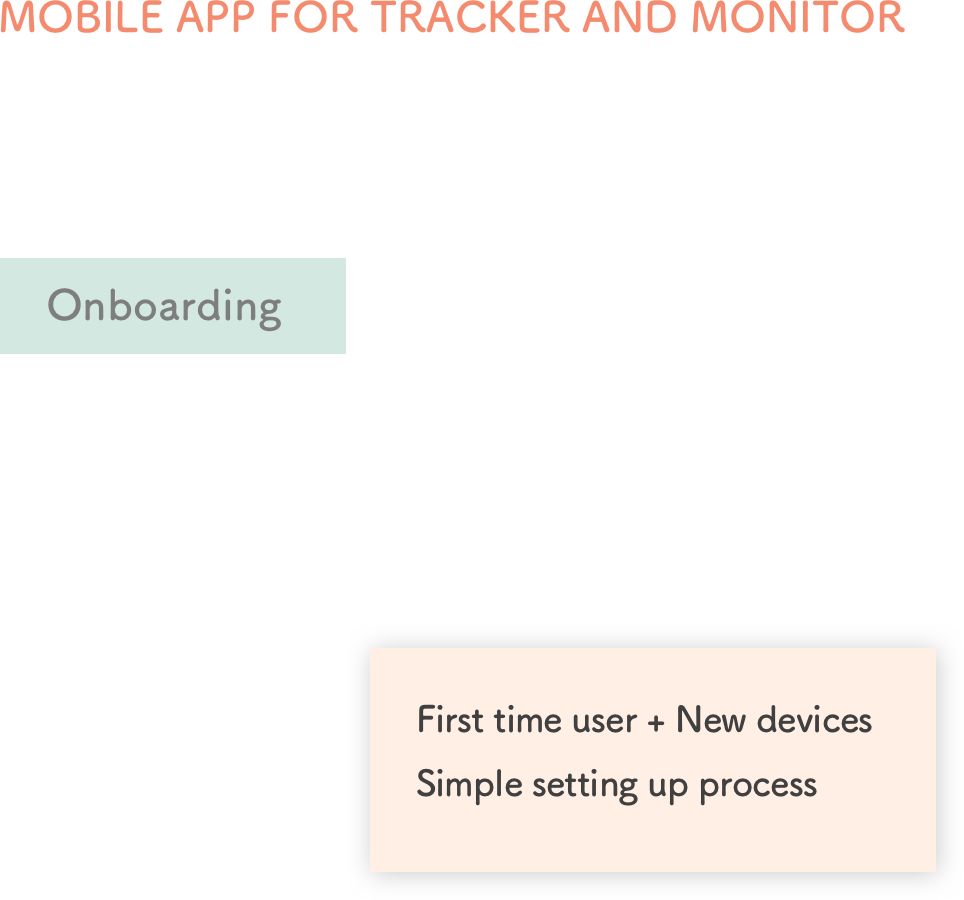 MOBILE APP FOR TRACKER AND MONITOR
Onboarding
First time user + New devices
Simple setting up process